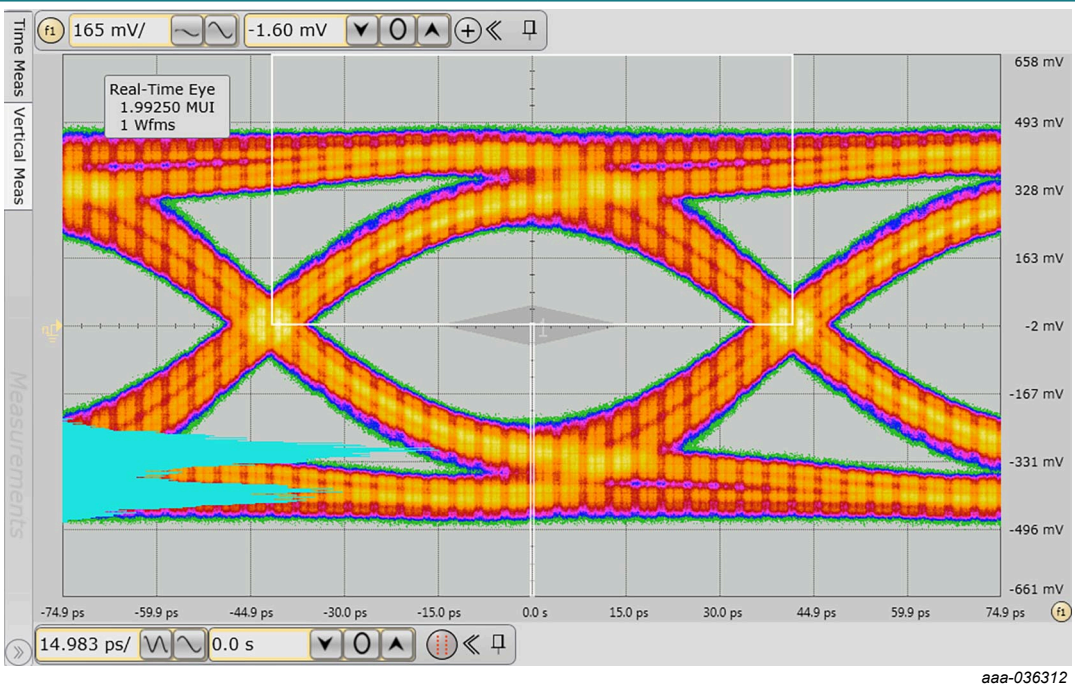 Time Meas
Vertical Meas
Measurements
f1
165 mV/
-1.60 mV
0
Real-Time Eye
1.99250 MUI
1 Wfms
658 mV
493 mV
328 mV
163 mV
-2 mV
-167 mV
-331 mV
-496 mV
-661 mV
1
-74.9 ps
-59.9 ps
-44.9 ps
-30.0 ps
-15.0 ps
0.0 s
15.0 ps
30.0 ps
44.9 ps
59.9 ps
74.9 ps
f1
14.983 ps/
0.0 s
0
aaa-036312